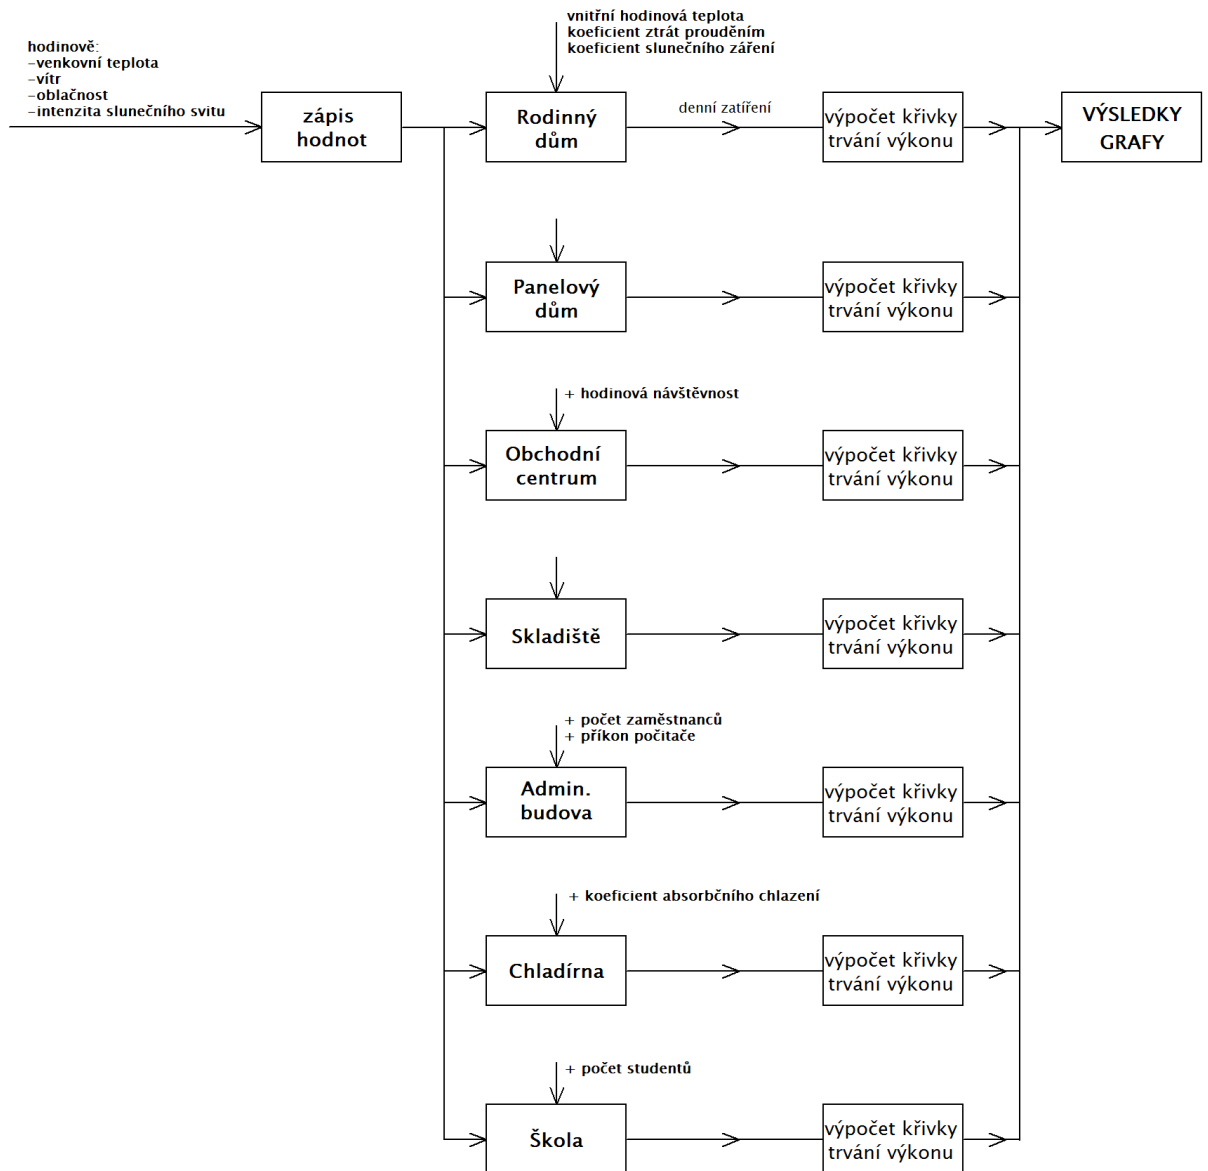 vnitřní hodinová teplota
koeficient ztrát prouděním
koeficient slunečního záření
hodinově:
-venkovní teplota
-vítr
-oblačnost
-intenzita slunečního svitu
zápis
hodnot
Rodinný
dům
denní zatíření
výpočet křivky
trvání výkonu
VÝSLEDKY
GRAFY
Panelový
dům
výpočet křivky
trvání výkonu
+ hodinová návštěvnost
Obchodní
centrum
výpočet křivky
trvání výkonu
Skladiště
výpočet křivky
trvání výkonu
+ počet zaměstnanců
+ příkon počitače
Admin.
budova
výpočet křivky
trvání výkonu
+ koeficient absorbčního chlazení
Chladírna
výpočet křivky
trvání výkonu
+ počet studentů
Škola
výpočet křivky
trvání výkonu